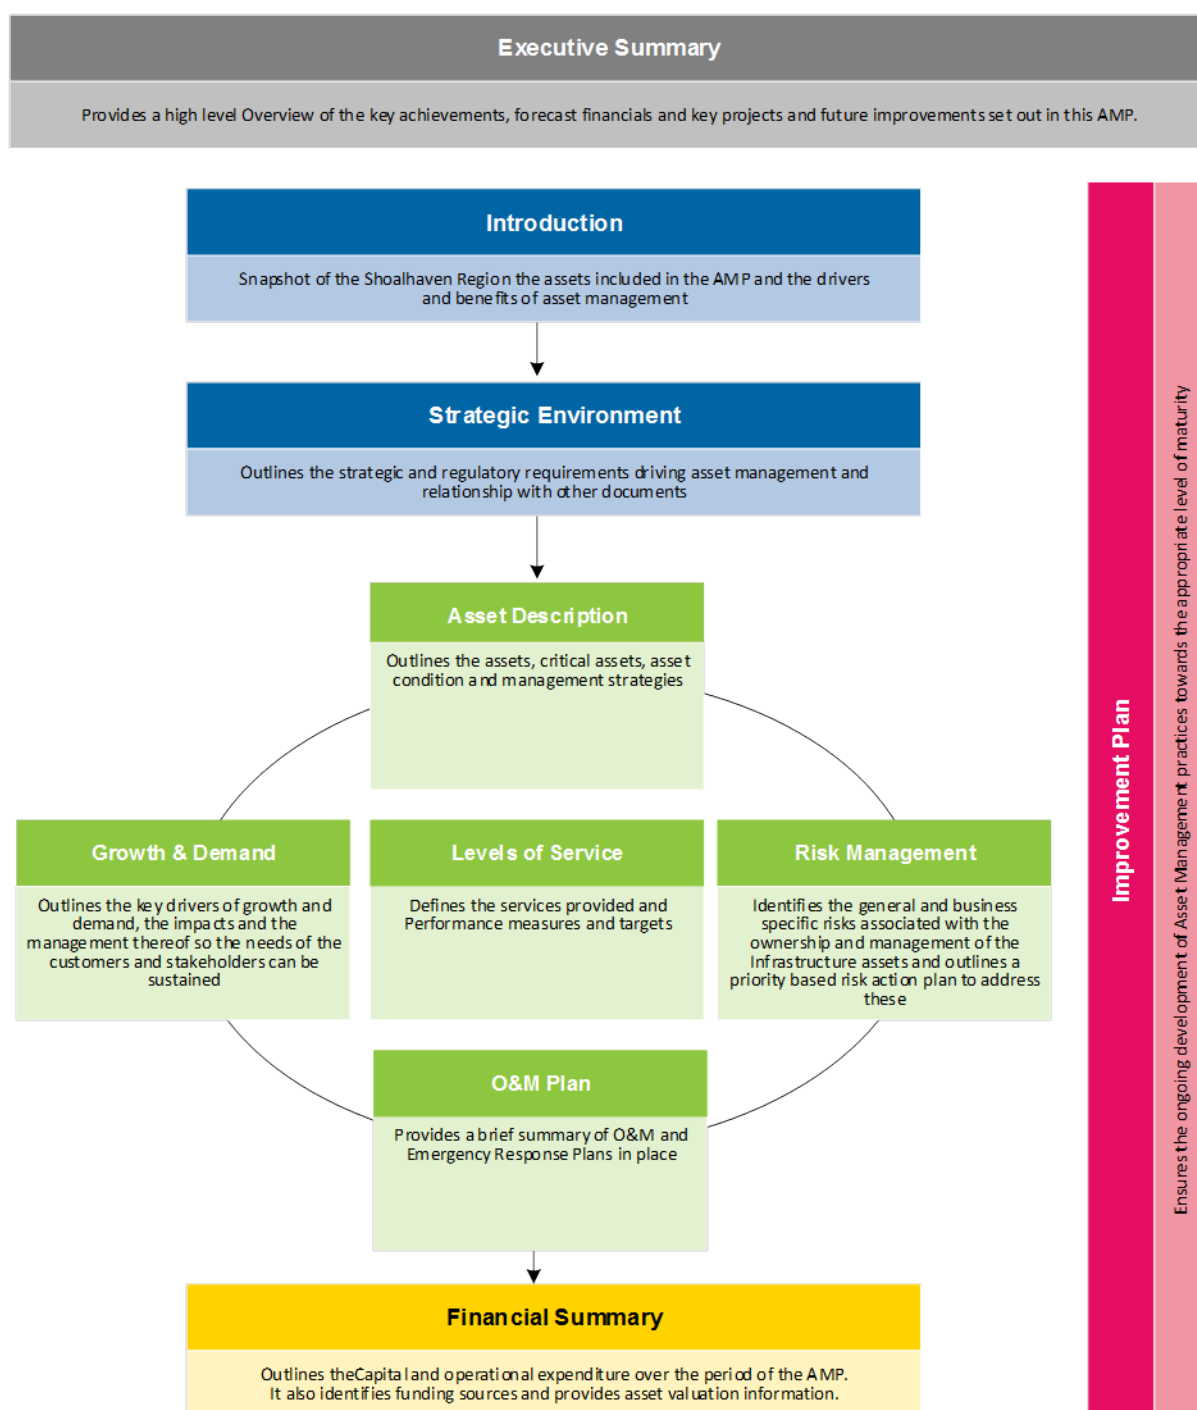 Executive Summary
Provides a high level Overview of the key achievements, forecast financials and key projects and future improvements set out in this AMP.
Introduction
Snapshot of the Shoalhaven Region the assets included in the AMP and the drivers
and benefits of asset management
Strategic Environment
Outlines the strategic and regulatory requirements driving asset management and
relationship with other documents
Asset Description
Outlines the assets, critical assets, asset
condition and management strategies
Growth & Demand
Outlines the key drivers of growth and
demand, the impacts and the
management thereof so the needs of the
customers and stakeholders can be
sustained
Levels of Service
Defines the services provided and
Performance measures and targets
Risk Management
Identifies the general and business
specific risks associated with the
ownership and management of the
Infrastructure assets and outlines a
priority based risk action plan to address
these
O&M Plan
Provides a brief summary of O&M and
Emergency Response Plans in place
Financial Summary
Outlines theCapital and operational expenditure over the period of the AMP.
It also identifies funding sources and provides asset valuation information.
Improvement Plan
Ensures the ongoing development of Asset Management practices towards the appropriate level of maturity